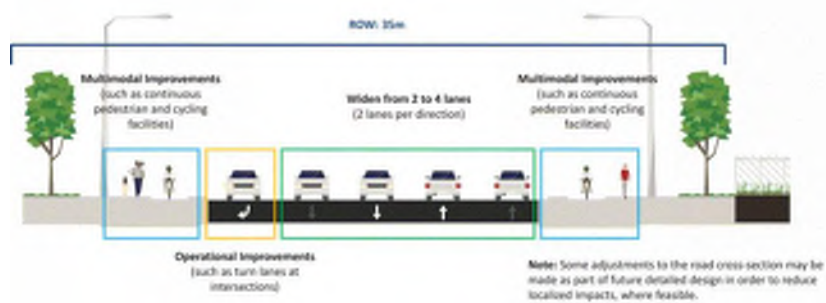 ROW: 35m
Multimodal Improvements
(such as continuous
pedestrian and cycling
facilities)
Widen from 2 to 4 lanes
(2 lanes per direction)
Multimodal Improvements
(such as continuous
pedestrian and cycling
facilities)
Operational Improvements
(such as turn lanes at
intersections)
Note: Some adjustments to the road cross-section may be
made as part of future detailed design in order to reduce
localized impacts, where feasible.